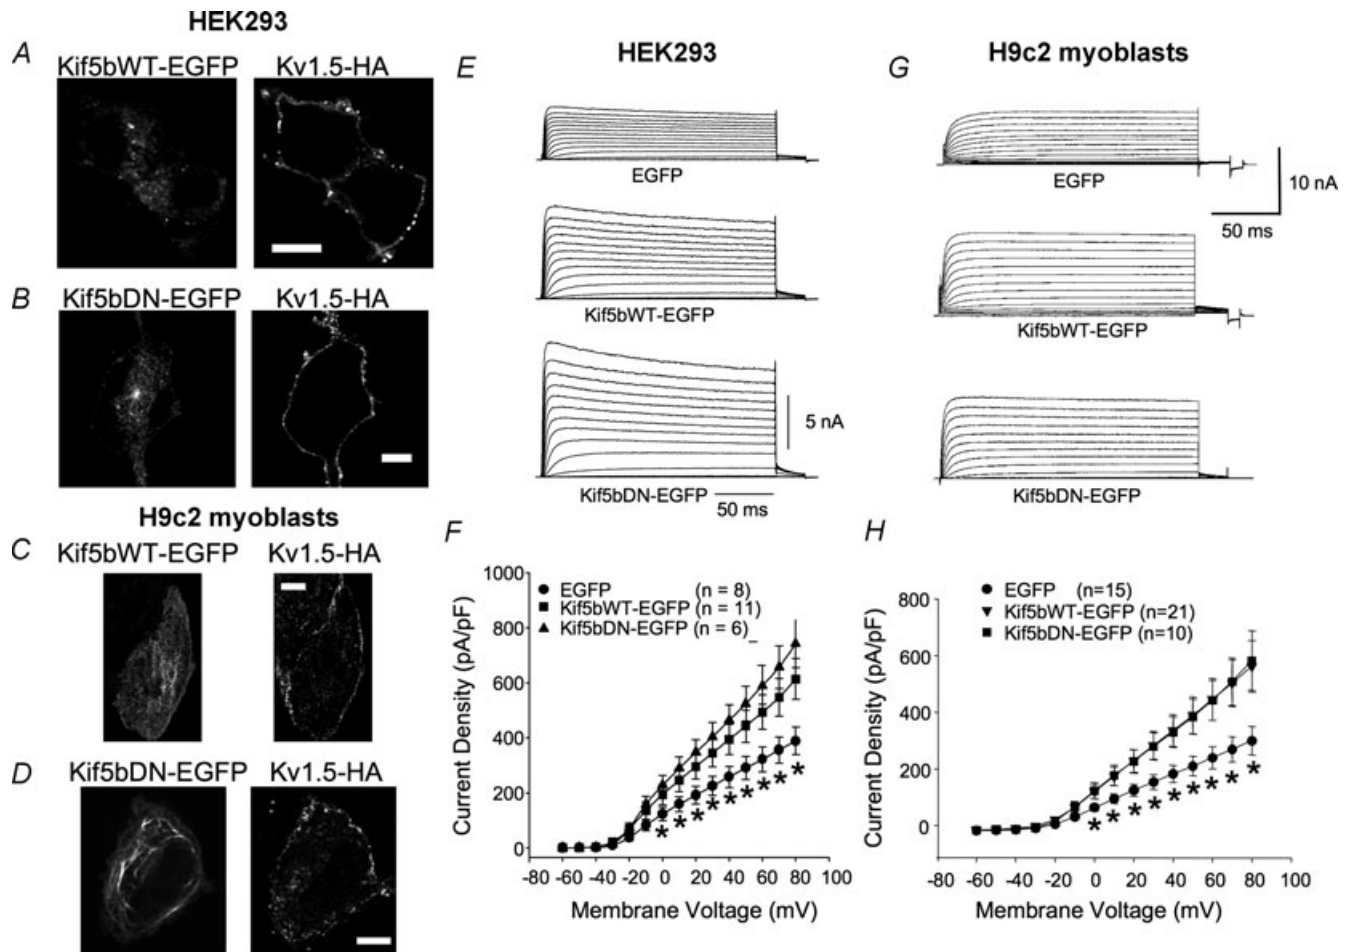 HEK293
A
Kif5bWT-EGFP Kv1.5-HA
B
Kif5bDN-EGFP Kv1.5-HA
H9c2 myoblasts
C
Kif5bWT-EGFP Kv1.5-HA
D
Kif5bDN-EGFP Kv1.5-HA
E
HEK293
EGFP
Kif5bWT-EGFP
5 nA
Kif5bDN-EGFP
50 ms
G
H9c2 myoblasts
EGFP
10 nA
50 ms
Kif5bWT-EGFP
Kif5bDN-EGFP
F
EGFP (n = 8)
Kif5bWT-EGFP (n = 11)
Kif5bDN-EGFP (n = 6)
Current Density (pA/pF)
1000
800
600
400
200
0
* * * * * * * * *
-80 -60 -40 -20 0 20 40 60 80 100
Membrane Voltage (mV)
H
EGFP (n=15)
Kif5bWT-EGFP (n=21)
Kif5bDN-EGFP (n=10)
Current Density (pA/pF)
800
600
400
200
0
* * * * * * * * *
-80 -60 -40 -20 0 20 40 60 80 100
Membrane Voltage (mV)